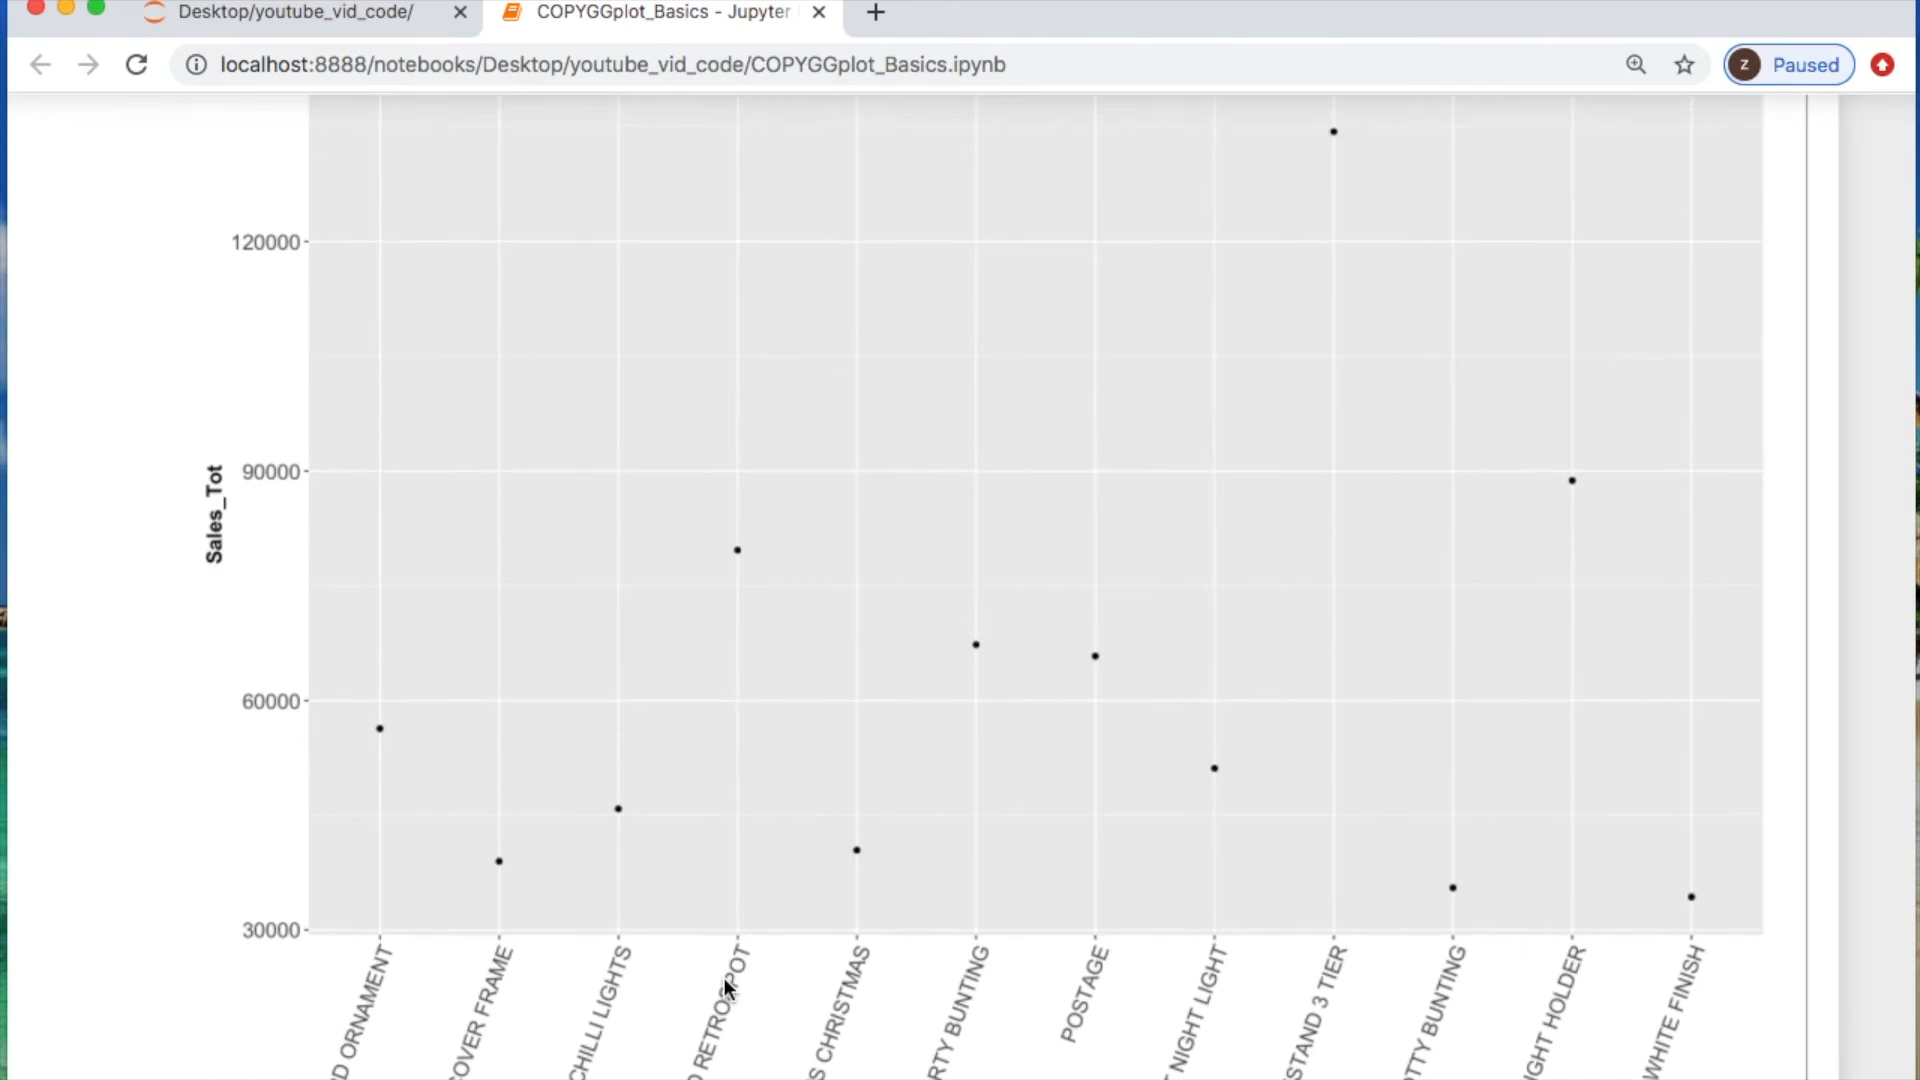 Desktop/youtube_vid_code/
COPYGGplot_Basics - Jupyter
localhost:8888/notebooks/Desktop/youtube_vid_code/COPYGGplot_Basics.ipynb
Z
Paused
120000
90000
60000
30000
Sales_Tot
D ORNAMENT
COVER FRAME
CHILLI LIGHTS
D RETROSPOT
S CHRISTMAS
RTY BUNTING
POSTAGE
T NIGHT LIGHT
STAND 3 TIER
OTTY BUNTING
IGHT HOLDER
WHITE FINISH